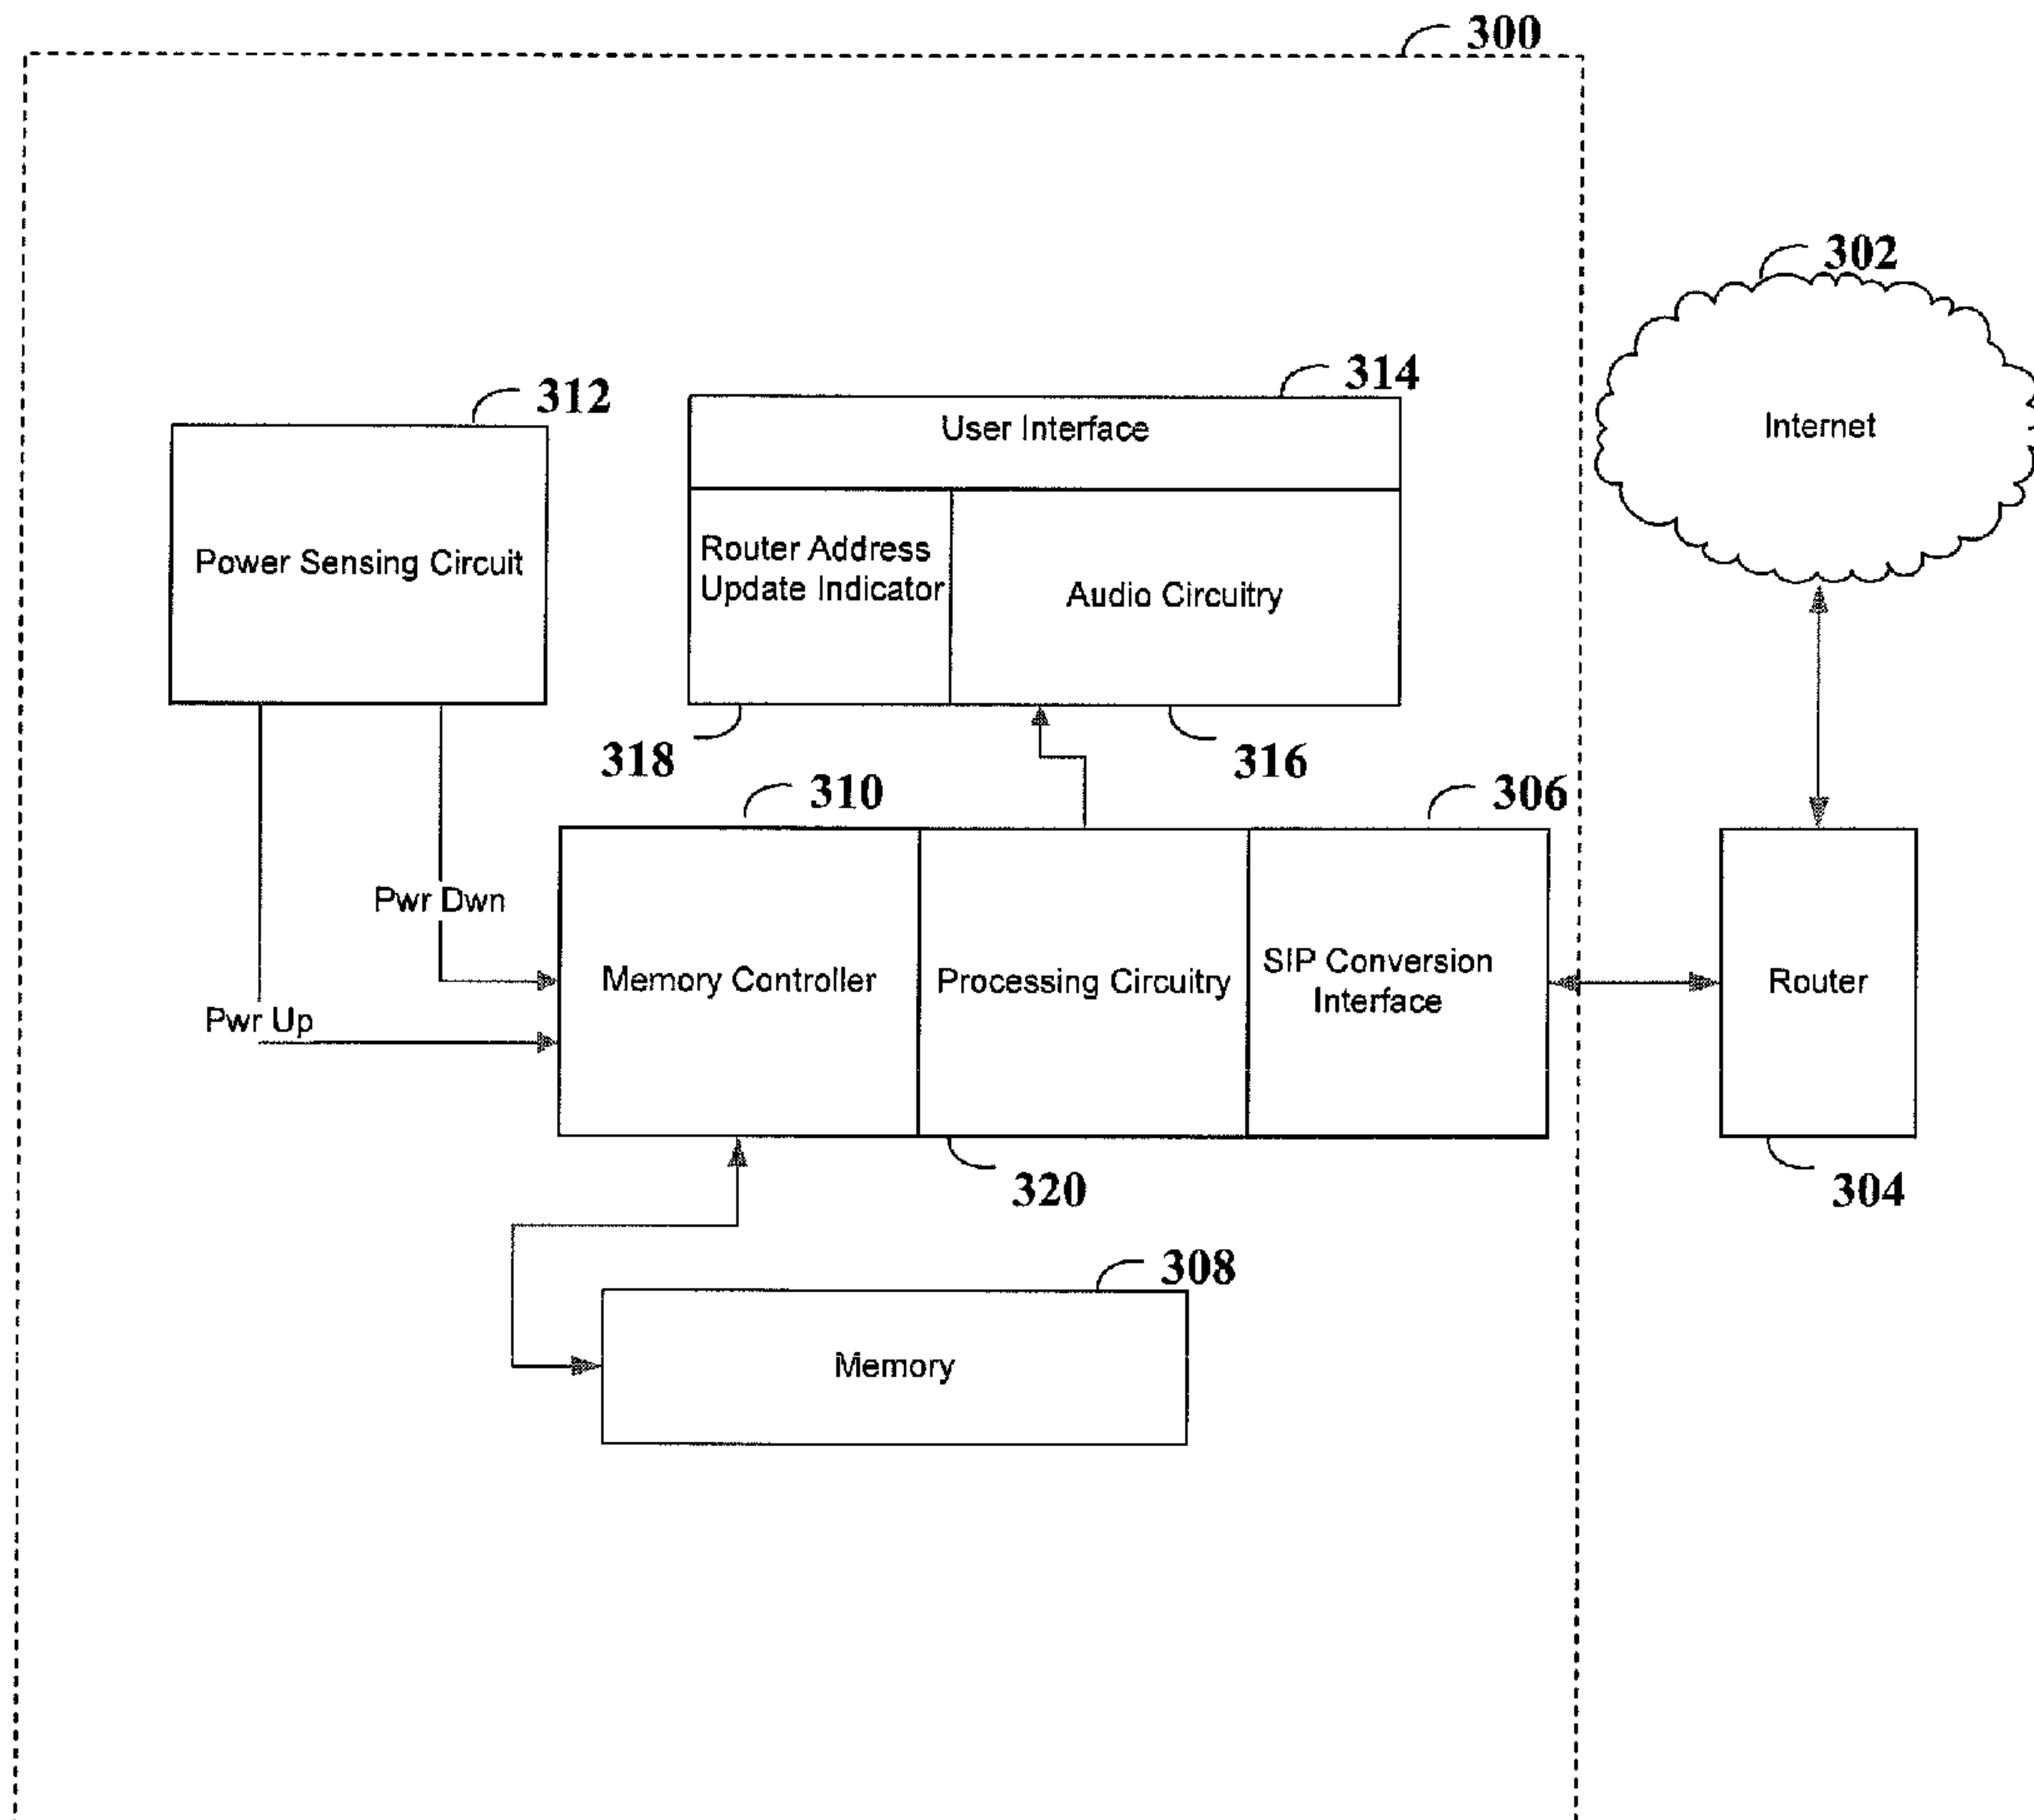 300
302
Internet
312
Power Sensing Circuit
314
User Interface
Router Address
Update Indicator
Audio Circuitry
318
316
310
306
Pwr Dwn
Pwr Up
Memory Controller
Processing Circuitry
SIP Conversion
Interface
Router
320
304
308
Memory